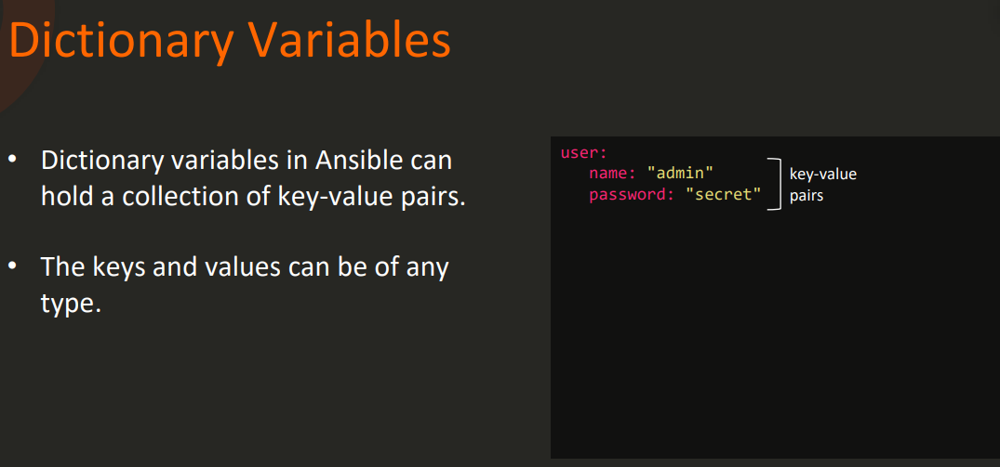 Dictionary Variables
• Dictionary variables in Ansible can
hold a collection of key-value pairs.
• The keys and values can be of any
type.
user:
name: "admin"
password: "secret"
key-value
pairs